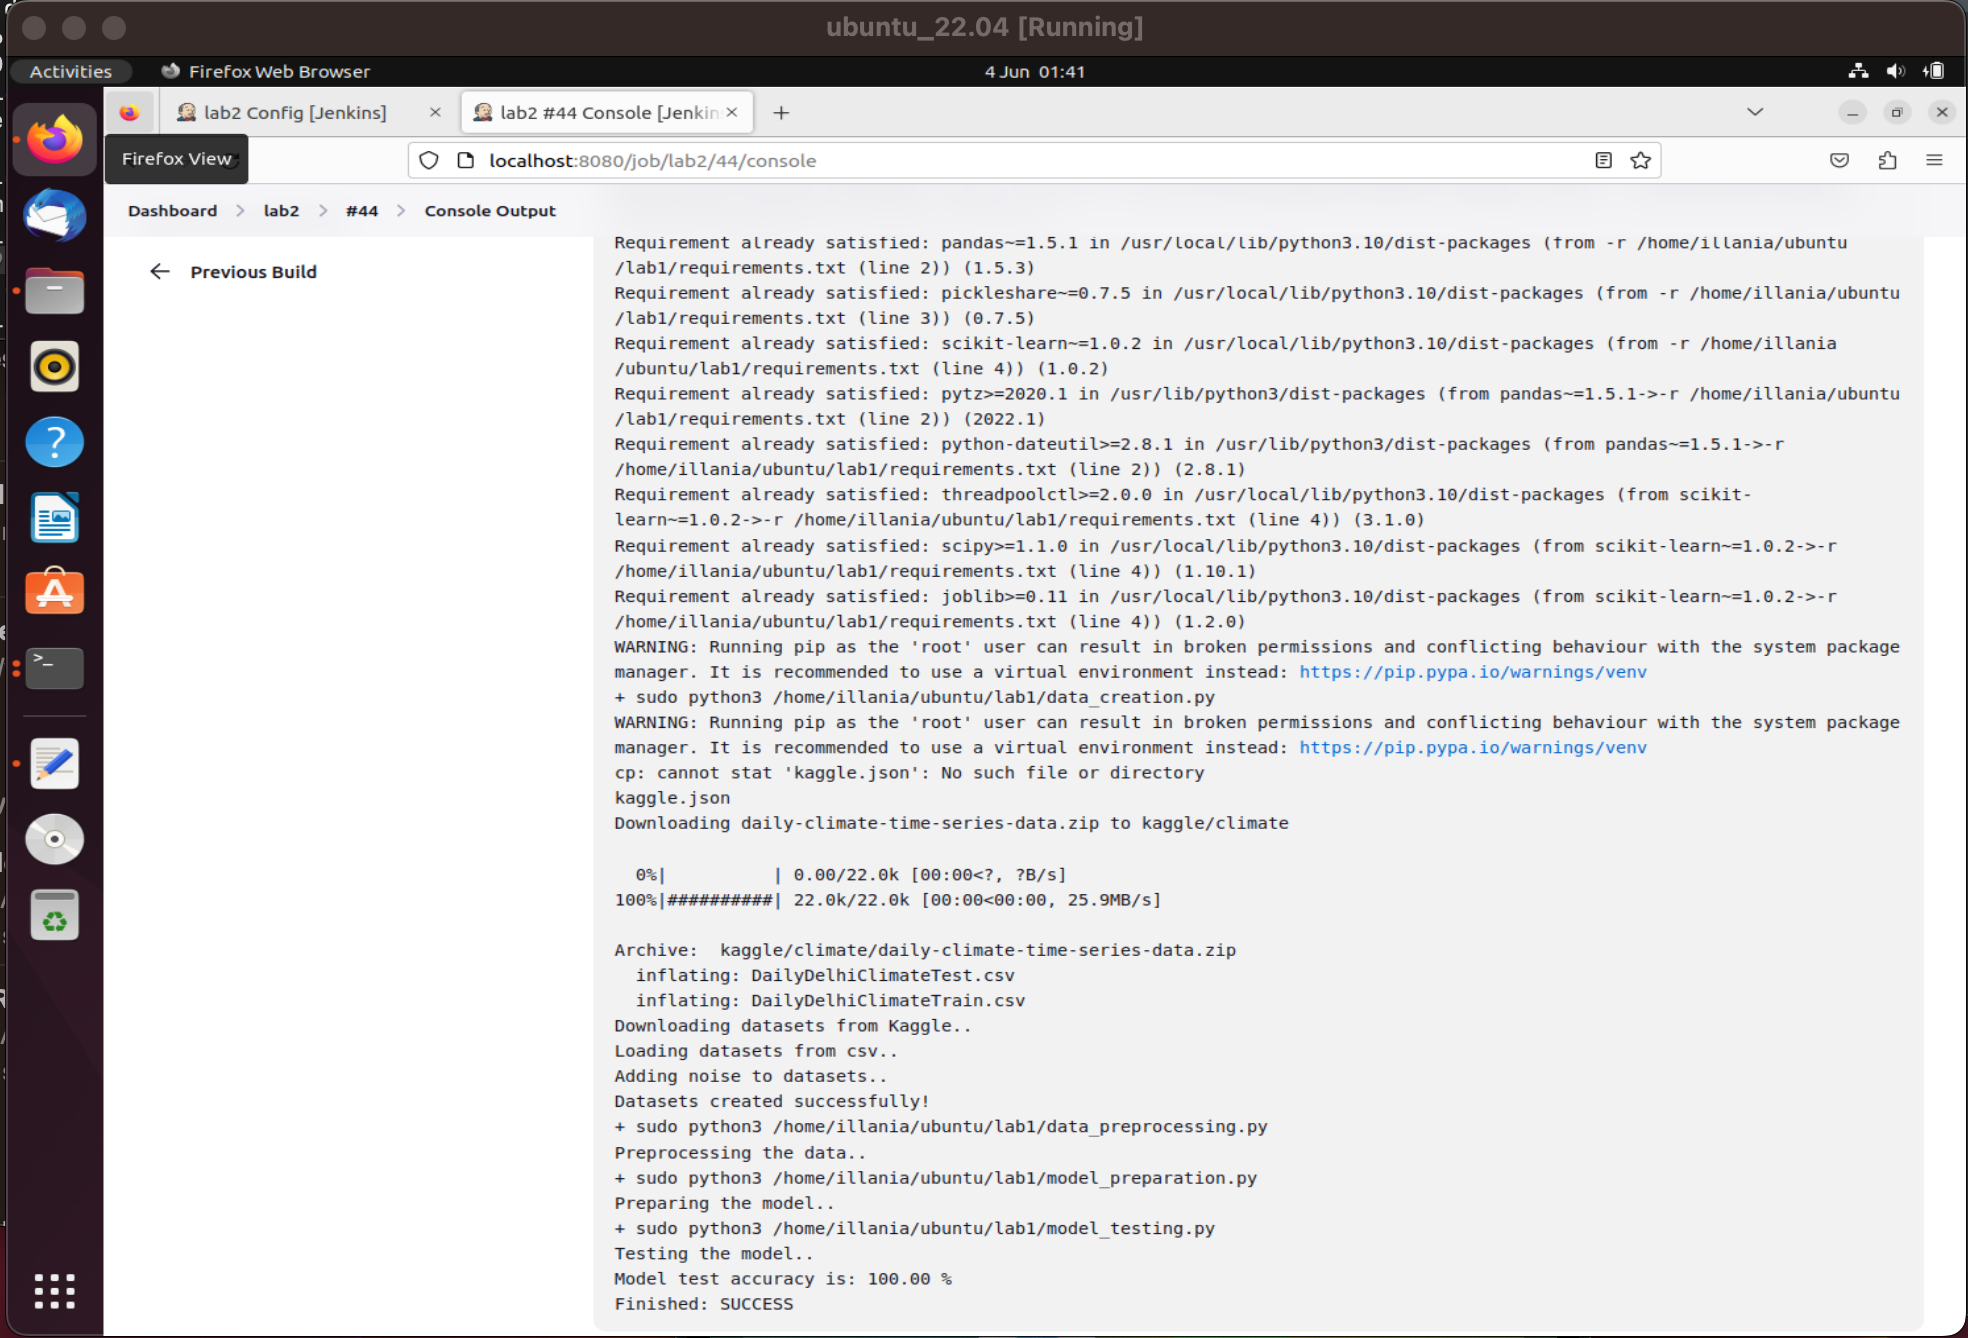 ubuntu_22.04 [Running]
Activities
Firefox Web Browser
4 Jun 01:41
lab2 Config [Jenkins]
lab2 #44 Console [Jenkin
Firefox View
localhost:8080/job/lab2/44/console
Dashboard > lab2 > #44 > Console Output
Previous Build
Requirement already satisfied: pandas~=1.5.1 in /usr/local/lib/python3.10/dist-packages (from -r /home/illania/ubuntu
/lab1/requirements.txt (line 2)) (1.5.3)
Requirement already satisfied: pickleshare~=0.7.5 in /usr/local/lib/python3.10/dist-packages (from -r /home/illania/ubuntu
/lab1/requirements.txt (line 3)) (0.7.5)
Requirement already satisfied: scikit-learn~=1.0.2 in /usr/local/lib/python3.10/dist-packages (from -r /home/illania
/ubuntu/lab1/requirements.txt (line 4)) (1.0.2)
Requirement already satisfied: pytz>=2020.1 in /usr/lib/python3/dist-packages (from pandas~=1.5.1->-r /home/illania/ubuntu
/lab1/requirements.txt (line 2)) (2022.1)
Requirement already satisfied: python-dateutil>=2.8.1 in /usr/lib/python3/dist-packages (from pandas~=1.5.1->-r
/home/illania/ubuntu/lab1/requirements.txt (line 2)) (2.8.1)
Requirement already satisfied: threadpoolctl>=2.0.0 in /usr/local/lib/python3.10/dist-packages (from scikit-
learn~=1.0.2->-r /home/illania/ubuntu/lab1/requirements.txt (line 4)) (3.1.0)
Requirement already satisfied: scipy>=1.1.0 in /usr/local/lib/python3.10/dist-packages (from scikit-learn~=1.0.2->-r
/home/illania/ubuntu/lab1/requirements.txt (line 4)) (1.10.1)
Requirement already satisfied: joblib>=0.11 in /usr/local/lib/python3.10/dist-packages (from scikit-learn~=1.0.2->-r
/home/illania/ubuntu/lab1/requirements.txt (line 4)) (1.2.0)
WARNING: Running pip as the 'root' user can result in broken permissions and conflicting behaviour with the system package
manager. It is recommended to use a virtual environment instead: https://pip.pypa.io/warnings/venv
+ sudo python3 /home/illania/ubuntu/lab1/data_creation.py
WARNING: Running pip as the 'root' user can result in broken permissions and conflicting behaviour with the system package
manager. It is recommended to use a virtual environment instead: https://pip.pypa.io/warnings/venv
cp: cannot stat 'kaggle.json': No such file or directory
kaggle.json
Downloading daily-climate-time-series-data.zip to kaggle/climate
0%|          | 0.00/22.0k [00:00<?, ?B/s]
100%|##########| 22.0k/22.0k [00:00<00:00, 25.9MB/s]
Archive:  kaggle/climate/daily-climate-time-series-data.zip
inflating: DailyDelhiClimateTest.csv
inflating: DailyDelhiClimateTrain.csv
Downloading datasets from Kaggle..
Loading datasets from csv..
Adding noise to datasets..
Datasets created successfully!
+ sudo python3 /home/illania/ubuntu/lab1/data_preprocessing.py
Preprocessing the data..
+ sudo python3 /home/illania/ubuntu/lab1/model_preparation.py
Preparing the model..
+ sudo python3 /home/illania/ubuntu/lab1/model_testing.py
Testing the model..
Model test accuracy is: 100.00 %
Finished: SUCCESS